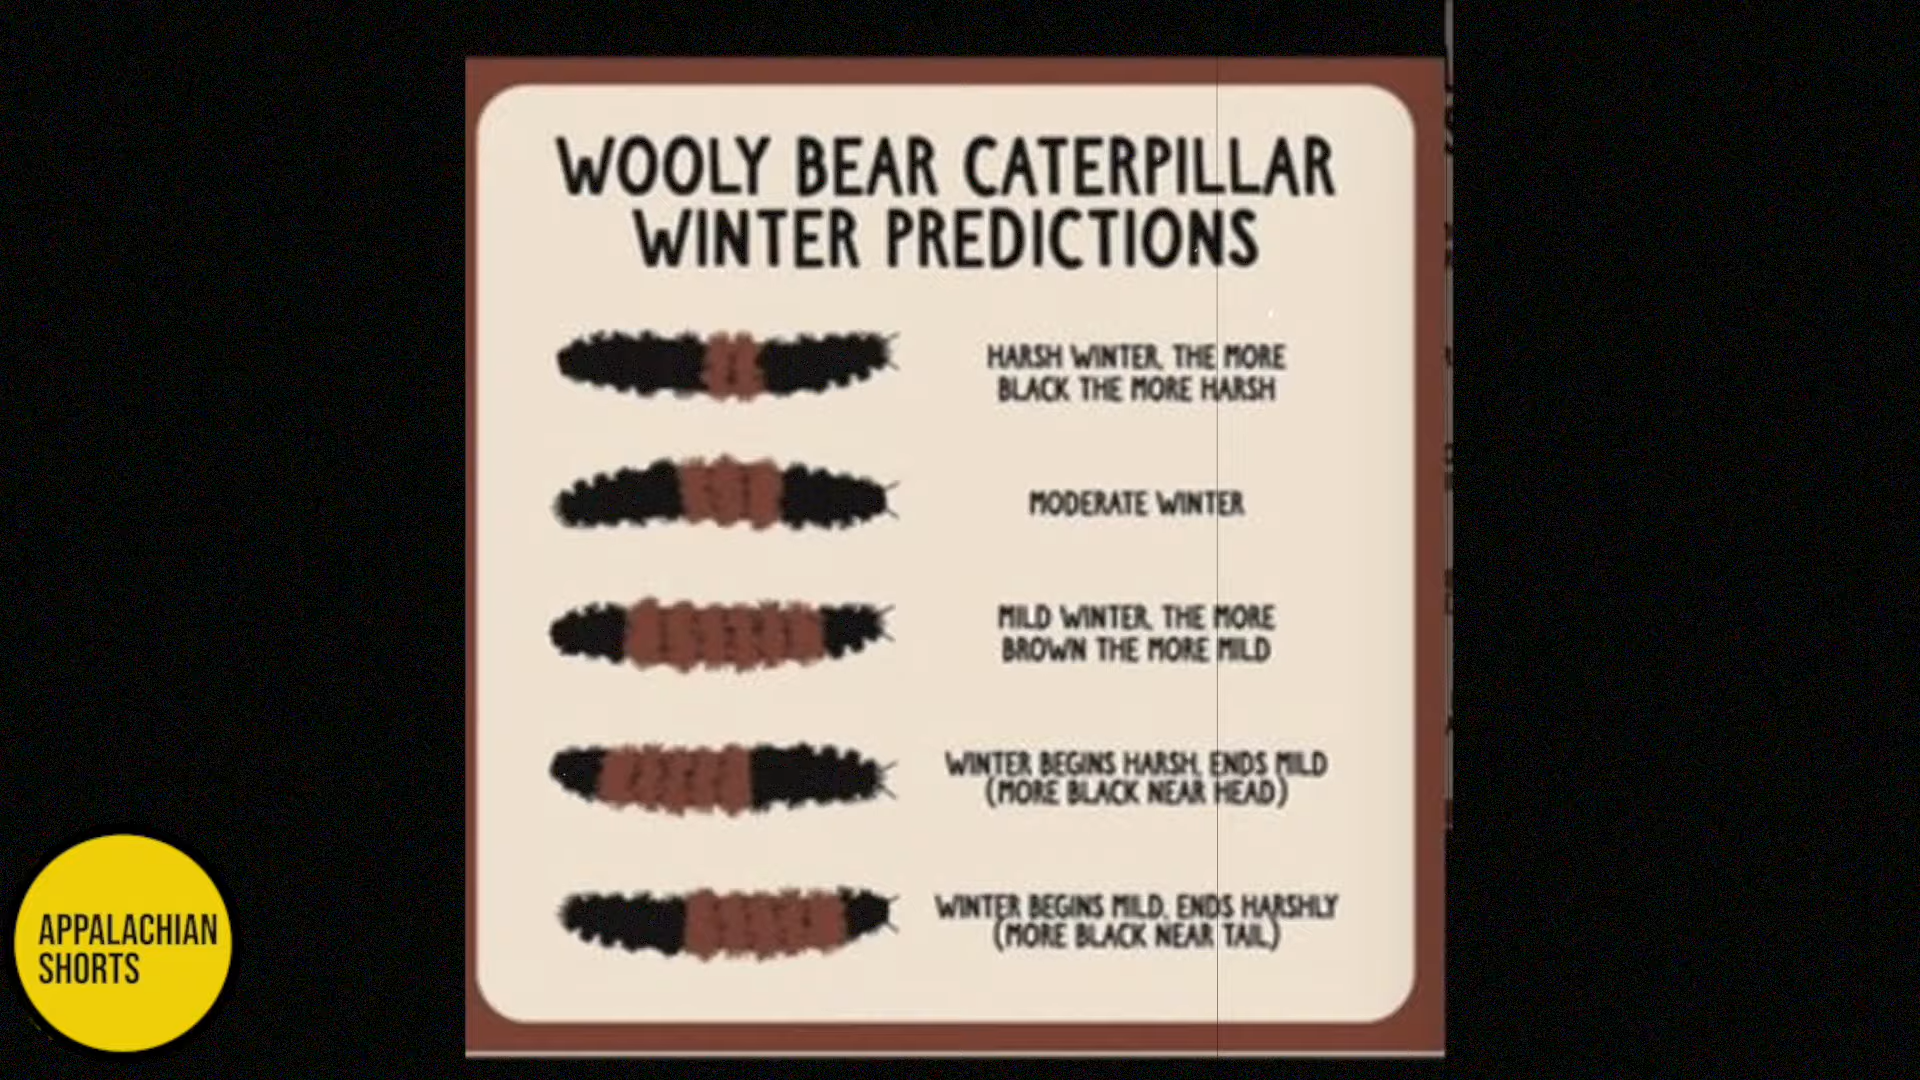 WOOLY BEAR CATERPILLAR
WINTER PREDICTIONS
HARSH WINTER, THE MORE
BLACK THE MORE HARSH
MODERATE WINTER
MILD WINTER, THE MORE
BROWN THE MORE MILD
WINTER BEGINS HARSH, ENDS MILD
(MORE BLACK NEAR HEAD)
WINTER BEGINS MILD, ENDS HARSHLY
(MORE BLACK NEAR TAIL)
APPALACHIAN
SHORTS